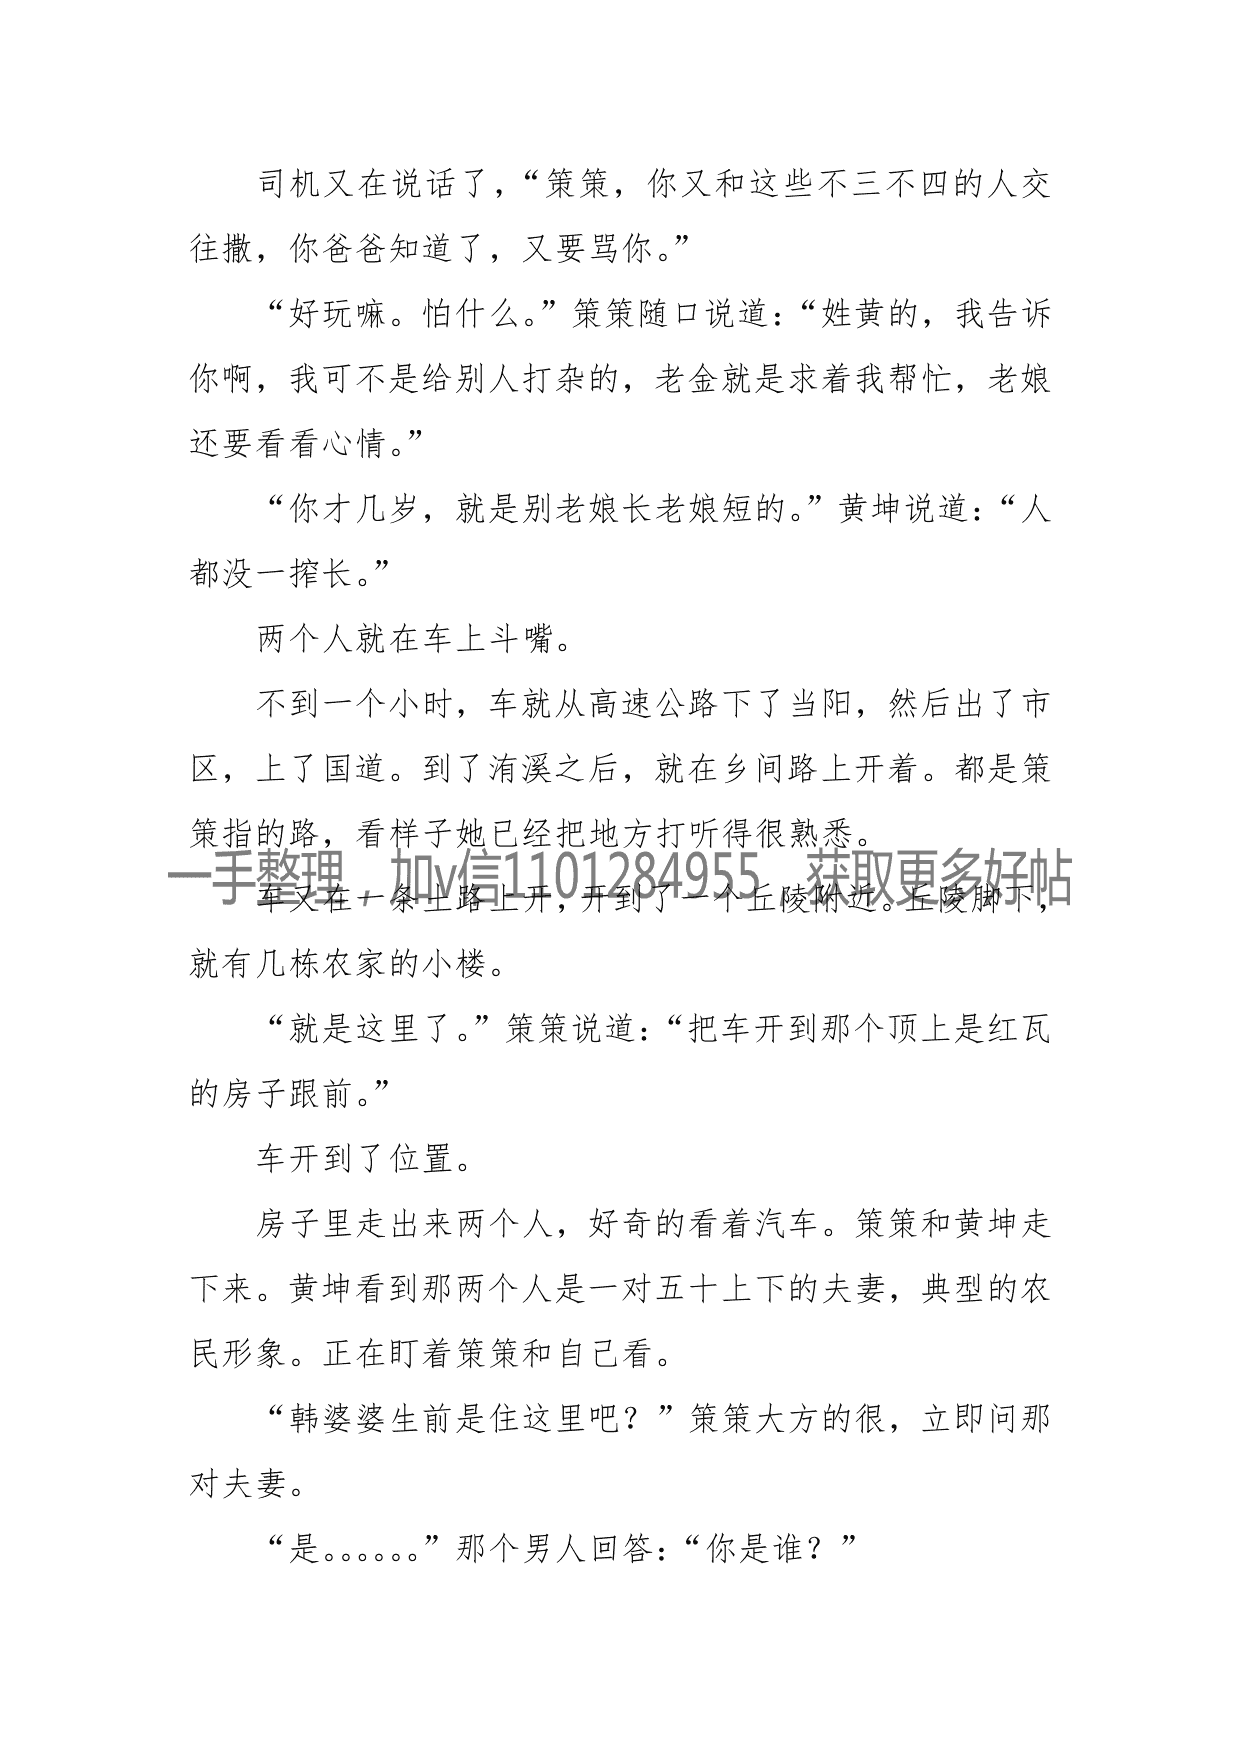 司机又在说话了，“策策，你又和这些不三不四的人交
往撒，你爸爸知道了，又要骂你。”
“好玩嘛。怕什么。”策策随口说道：“姓黄的，我告诉
你啊，我可不是给别人打杂的，老金就是求着我帮忙，老娘
还要看看心情。”
“你才几岁，就是别老娘长老娘短的。”黄坤说道：“人
都没一搾长。”
两个人就在车上斗嘴。
不到一个小时，车就从高速公路下了当阳，然后出了市
区，上了国道。到了淯溪之后，就在乡间路上开着。都是策
策指的路，看样子她已经把地方打听得很熟悉。
一手整理，加v信1101284955，获取更多好帖
车又在一条土路上开，开到了一个丘陵附近。丘陵脚下，
就有几栋农家的小楼。
“就是这里了。”策策说道：“把车开到那个顶上是红瓦
的房子跟前。”
车开到了位置。
房子里走出来两个人，好奇的看着汽车。策策和黄坤走
下来。黄坤看到那两个人是一对五十上下的夫妻，典型的农
民形象。正在盯着策策和自己看。
“韩婆婆生前是住这里吧？”策策大方的很，立即问那
对夫妻。
“是。。。。。。”那个男人回答：“你是谁？”